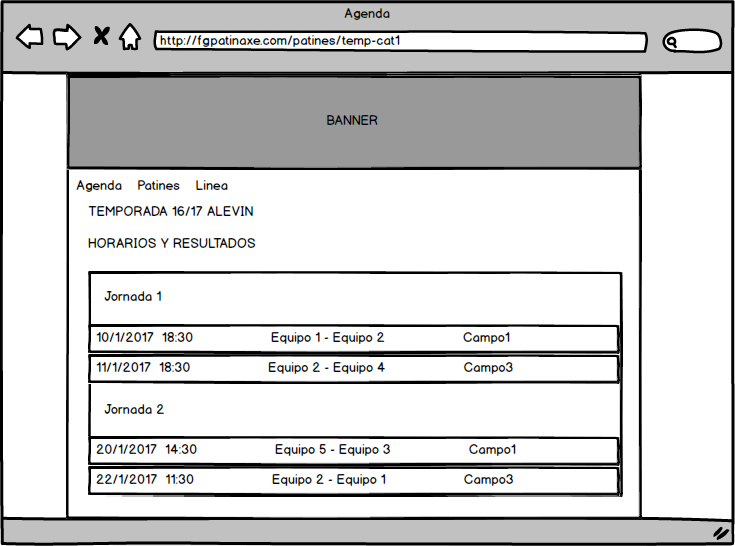 Agenda
http://fgpatinaxe.com/patines/temp-cat1
BANNER
Agenda Patines Linea
TEMPORADA 16/17 ALEVIN
HORARIOS Y RESULTADOS
Jornada 1
10/1/2017 18:30 Equipo 1 - Equipo 2 Campo1
11/1/2017 18:30 Equipo 2 - Equipo 4 Campo3
Jornada 2
20/1/2017 14:30 Equipo 5 - Equipo 3 Campo1
22/1/2017 11:30 Equipo 2 - Equipo 1 Campo3